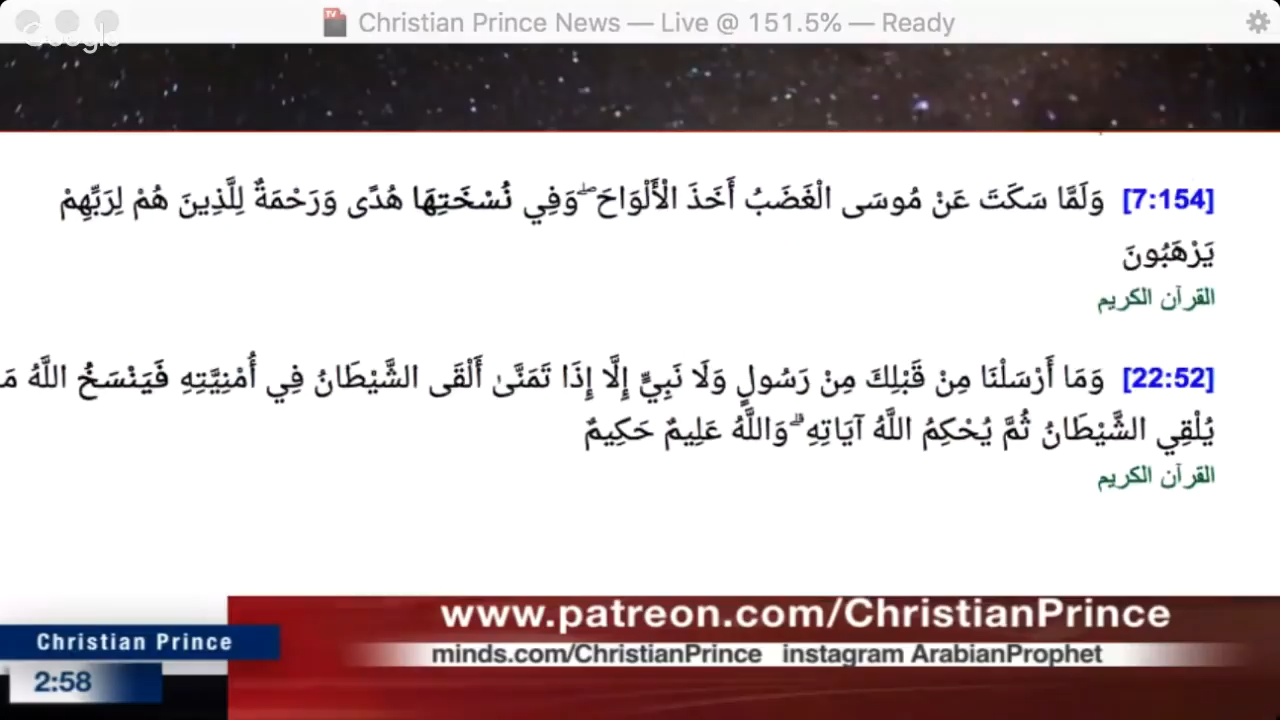 Christian Prince News — Live @ 151.5% — Ready
Google
[7:154] وَلَمَّا سَكَتَ عَنْ مُوسَى الْغَضَبُ أَخَذَ الْأَلْوَاحَ ۖ وَفِي نُسْخَتِهَا هُدًى وَرَحْمَةٌ لِلَّذِينَ هُمْ لِرَبِّهِمْ
يَرْهَبُونَ
القرآن الكريم
[22:52] وَمَا أَرْسَلْنَا مِنْ قَبْلِكَ مِنْ رَسُولٍ وَلَا نَبِيٍّ إِلَّا إِذَا تَمَنَّىٰ أَلْقَى الشَّيْطَانُ فِي أُمْنِيَّتِهِ فَيَنْسَخُ اللَّهُ مَ
يُلْقِي الشَّيْطَانُ ثُمَّ يُحْكِمُ اللَّهُ آيَاتِهِ ۗ وَاللَّهُ عَلِيمٌ حَكِيمٌ
القرآن الكريم
www.patreon.com/ChristianPrince
Christian Prince
minds.com/ChristianPrince instagram ArabianProphet
2:58